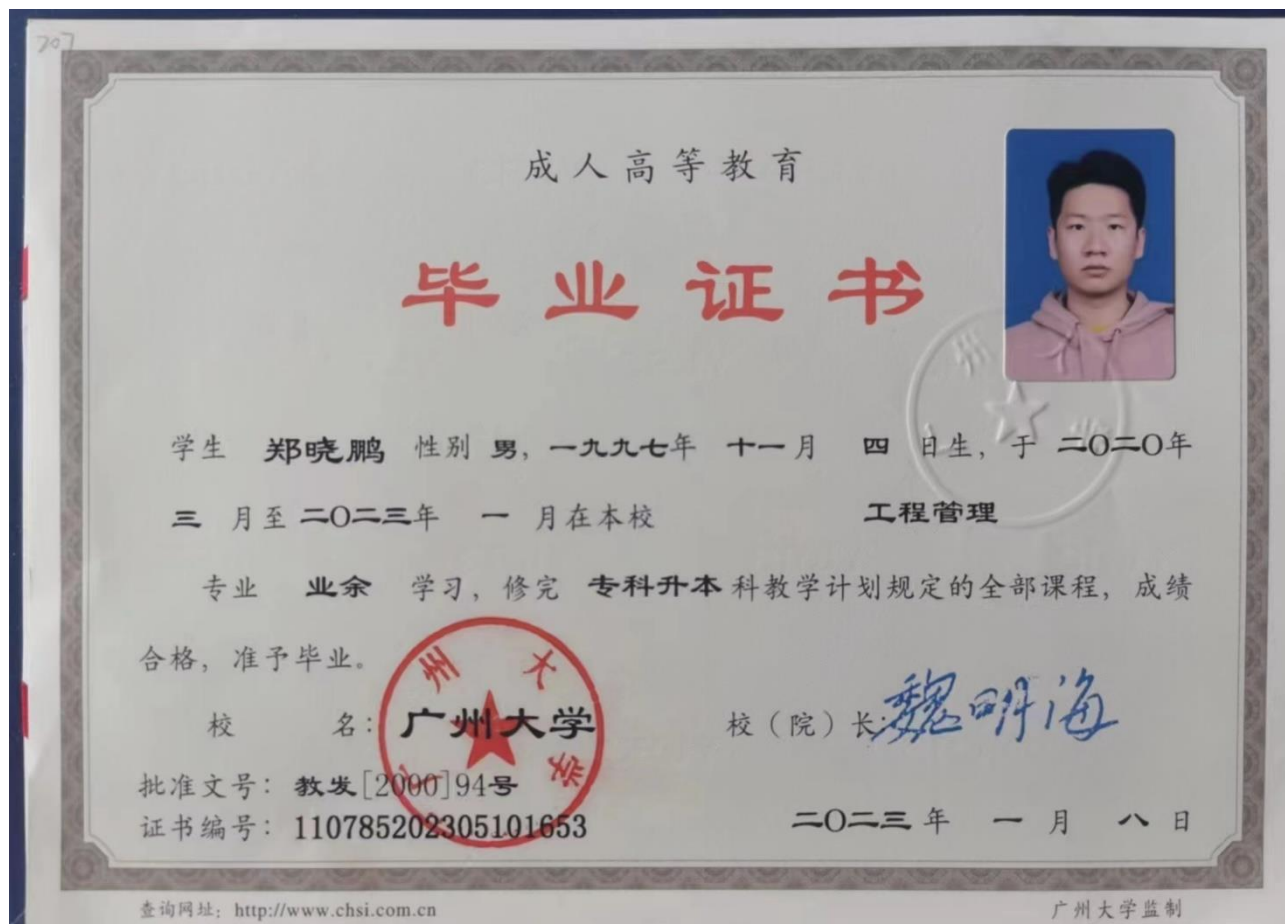 207
成人高等教育
毕业证书
学生 郑晓鹏 性别 男，一九九七年 十一月 四 日生，于 二〇二〇年
三 月至 二〇二三年 一 月在本校 工程管理
专业 业余 学习，修完 专科升本 科教学计划规定的全部课程，成绩
合格，准予毕业。
校 名：广州大学 校（院）长：魏明海
批准文号：教发[2000]94号
证书编号：110785202305101653 二〇二三 年 一 月 八 日
查询网址：http://www.chsi.com.cn 广州大学监制
广州大学